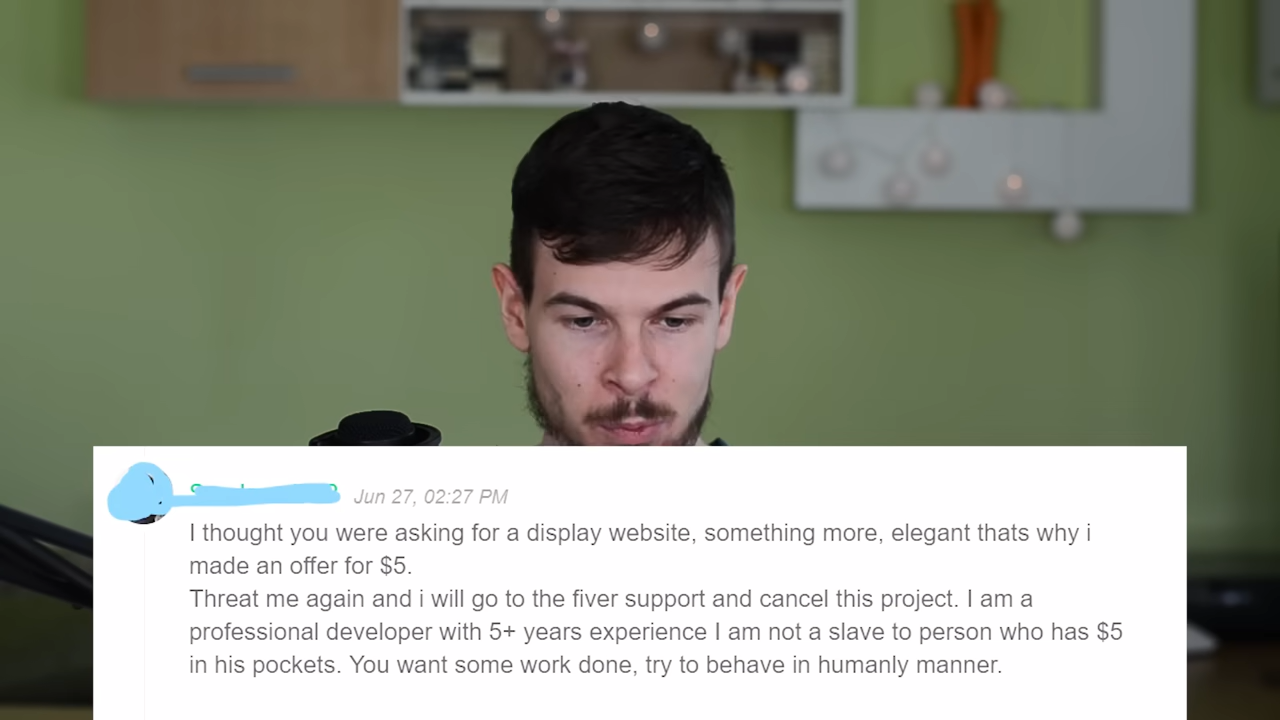 Jun 27, 02:27 PM
I thought you were asking for a display website, something more, elegant thats why i
made an offer for $5.
Threat me again and i will go to the fiver support and cancel this project. I am a
professional developer with 5+ years experience I am not a slave to person who has $5
in his pockets. You want some work done, try to behave in humanly manner.